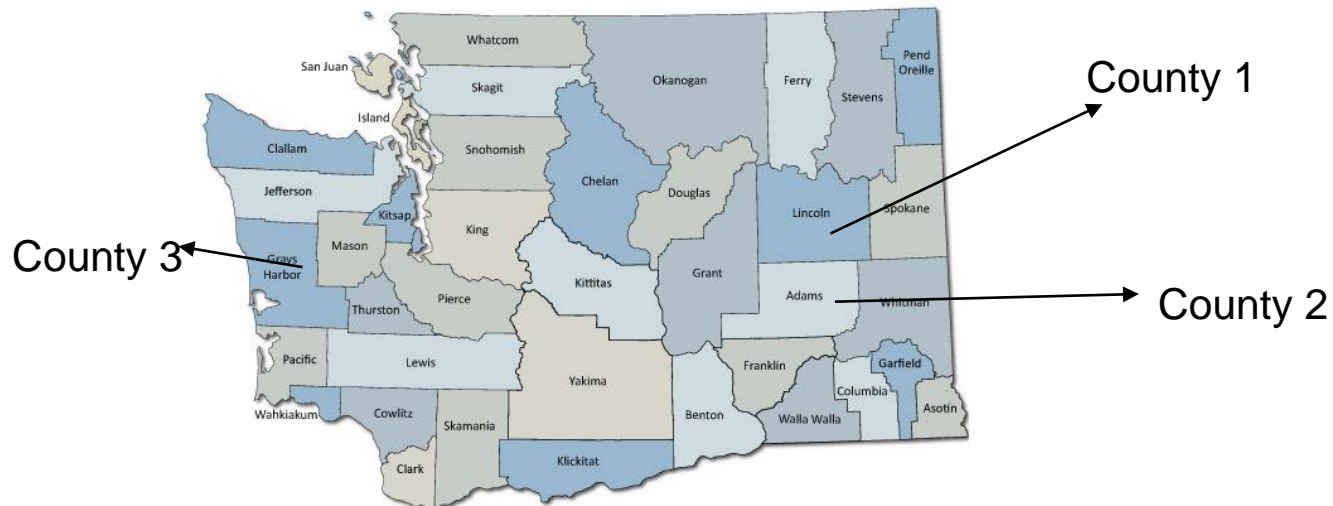 Whatcom
San Juan
Skagit
Okanogan
Ferry
Stevens
Pend
Oreille
County 1
Island
Snohomish
Clallam
Chelan
Douglas
Jefferson
Kitsap
King
Lincoln
Spokane
County 3
Mason
Grays
Harbor
Kittitas
Grant
Adams
Whitman
County 2
Thurston
Pierce
Pacific
Lewis
Yakima
Franklin
Garfield
Columbia
Wahkiakum
Cowlitz
Skamania
Benton
Walla Walla
Asotin
Clark
Klickitat